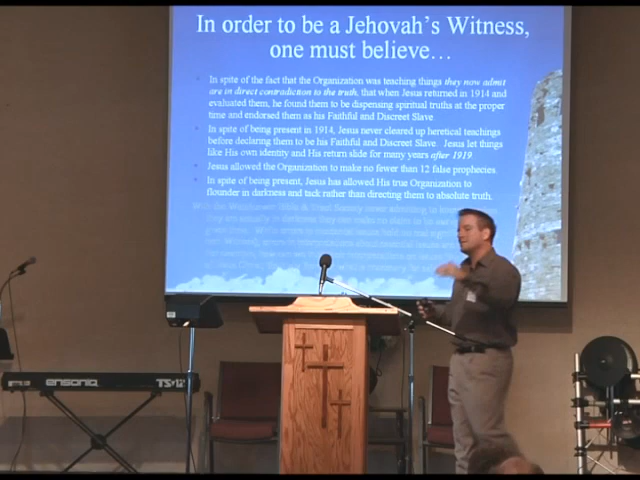 In order to be a Jehovah's Witness,
one must believe…
In spite of the fact that the Organization was teaching things they now admit
are in direct contradiction to the truth, that when Jesus returned in 1914 and
evaluated them, he found them to be dispensing spiritual truths at the proper
time and endorsed them as his Faithful and Discreet Slave.
In spite of being present in 1914, Jesus never cleared up heretical teachings
before declaring them to be his Faithful and Discreet Slave. Jesus let things
like His own identity and His return slide for many years after 1919.
Jesus allowed the Organization to make no fewer than 12 false prophecies.
In spite of being present, Jesus has allowed His true Organization to
flounder in darkness and tack rather than directing them to absolute truth.
ensoniq
TS-12